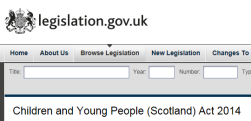 legislation.gov.uk
Home About Us Browse Legislation New Legislation Changes To
Title: Year: Number: Typ
Children and Young People (Scotland) Act 2014